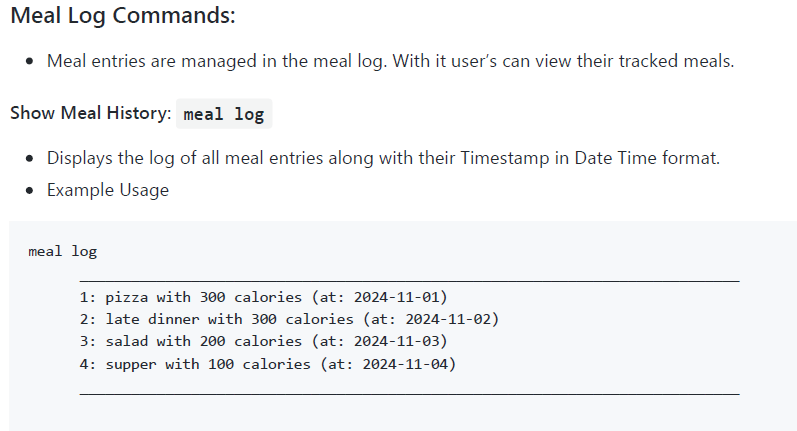 Meal Log Commands:
Meal entries are managed in the meal log. With it user’s can view their tracked meals.
Show Meal History: meal log
Displays the log of all meal entries along with their Timestamp in Date Time format.
Example Usage
meal log
1: pizza with 300 calories (at: 2024-11-01)
2: late dinner with 300 calories (at: 2024-11-02)
3: salad with 200 calories (at: 2024-11-03)
4: supper with 100 calories (at: 2024-11-04)